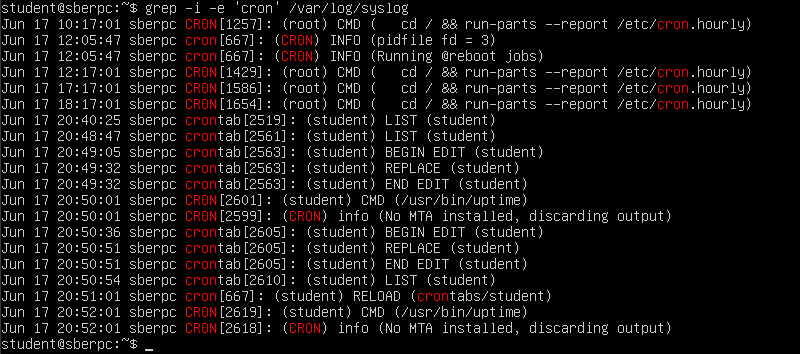 student@sberpc:~$ grep -i -e 'cron' /var/log/syslog
Jun 17 10:17:01 sberpc CRON[1257]: (root) CMD (   cd / && run-parts --report /etc/cron.hourly)
Jun 17 12:05:47 sberpc cron[667]: (CRON) INFO (pidfile fd = 3)
Jun 17 12:05:47 sberpc cron[667]: (CRON) INFO (Running @reboot jobs)
Jun 17 12:17:01 sberpc CRON[1429]: (root) CMD (   cd / && run-parts --report /etc/cron.hourly)
Jun 17 17:17:01 sberpc CRON[1586]: (root) CMD (   cd / && run-parts --report /etc/cron.hourly)
Jun 17 18:17:01 sberpc CRON[1654]: (root) CMD (   cd / && run-parts --report /etc/cron.hourly)
Jun 17 20:40:25 sberpc crontab[2519]: (student) LIST (student)
Jun 17 20:48:47 sberpc crontab[2561]: (student) LIST (student)
Jun 17 20:49:05 sberpc crontab[2563]: (student) BEGIN EDIT (student)
Jun 17 20:49:32 sberpc crontab[2563]: (student) REPLACE (student)
Jun 17 20:49:32 sberpc crontab[2563]: (student) END EDIT (student)
Jun 17 20:50:01 sberpc CRON[2601]: (student) CMD (/usr/bin/uptime)
Jun 17 20:50:01 sberpc CRON[2599]: (CRON) info (No MTA installed, discarding output)
Jun 17 20:50:36 sberpc crontab[2605]: (student) BEGIN EDIT (student)
Jun 17 20:50:51 sberpc crontab[2605]: (student) REPLACE (student)
Jun 17 20:50:51 sberpc crontab[2605]: (student) END EDIT (student)
Jun 17 20:50:54 sberpc crontab[2610]: (student) LIST (student)
Jun 17 20:51:01 sberpc cron[667]: (student) RELOAD (crontabs/student)
Jun 17 20:52:01 sberpc CRON[2619]: (student) CMD (/usr/bin/uptime)
Jun 17 20:52:01 sberpc CRON[2618]: (CRON) info (No MTA installed, discarding output)
student@sberpc:~$ _